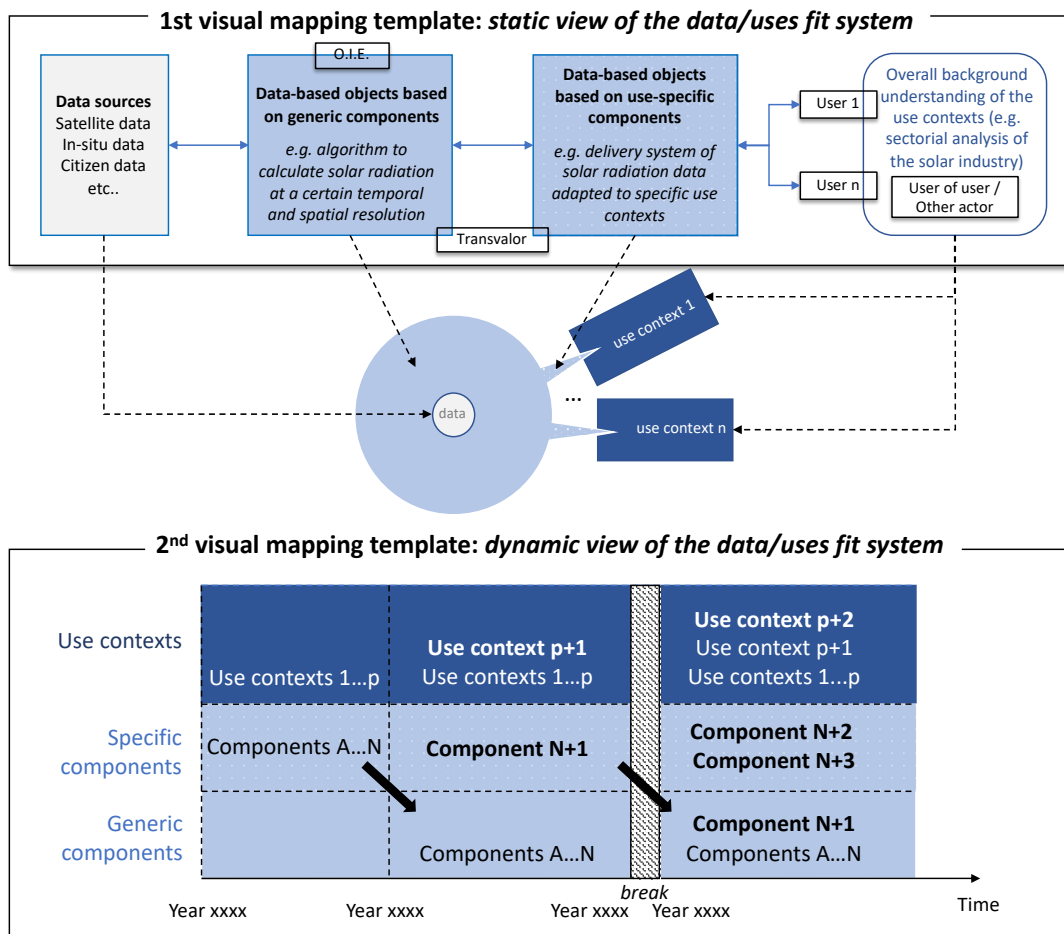 1st visual mapping template: static view of the data/uses fit system
O.I.E.
Data sources
Satellite data
In-situ data
Citizen data
etc..
Data-based objects based
on generic components
e.g. algorithm to
calculate solar radiation
at a certain temporal
and spatial resolution
Data-based objects
based on use-specific
components
e.g. delivery system of
solar radiation data
adapted to specific use
contexts
Transvalor
User 1
User n
Overall background
understanding of the
use contexts (e.g.
sectorial analysis of
the solar industry)
User of user /
Other actor
data
use context 1
...
use context n
2nd visual mapping template: dynamic view of the data/uses fit system
Use contexts
Use contexts 1...p
Use context p+1
Use contexts 1...p
Use context p+2
Use context p+1
Use contexts 1...p
Specific
components
Components A...N
Component N+1
Component N+2
Component N+3
Generic
components
Components A...N
Component N+1
Components A...N
break
Time
Year xxxx
Year xxxx
Year xxxx
Year xxxx